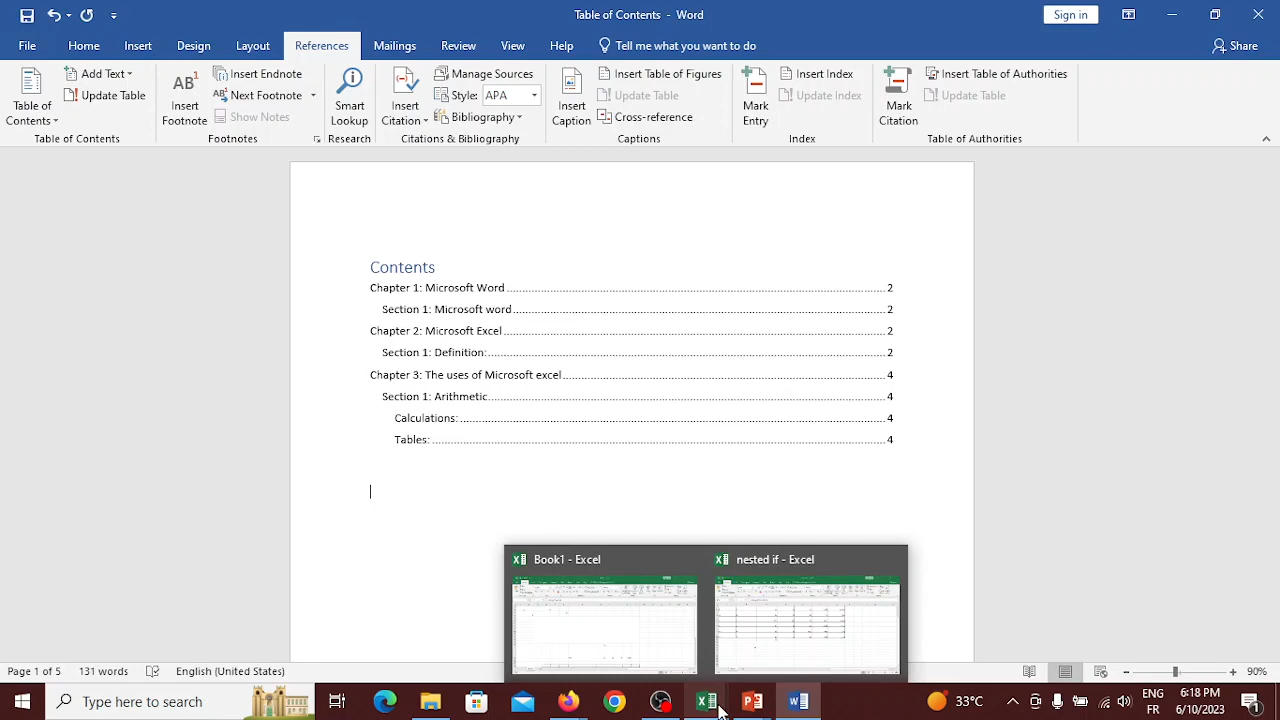 Table of Contents - Word
Sign in
File Home Insert Design Layout References Mailings Review View Help Tell me what you want to do Share
Table of Contents
Add Text
Update Table
Table of Contents
AB1
Insert Footnote
Insert Endnote
AB1 Next Footnote
Show Notes
Footnotes
Smart Lookup
Research
Insert Citation
Manage Sources
Style: APA
Bibliography
Citations & Bibliography
Insert Caption
Insert Table of Figures
Update Table
Cross-reference
Captions
Mark Entry
Insert Index
Update Index
Index
Mark Citation
Insert Table of Authorities
Update Table
Table of Authorities
Contents
Chapter 1: Microsoft Word 2
Section 1: Microsoft word 2
Chapter 2: Microsoft Excel 2
Section 1: Definition: 2
Chapter 3: The uses of Microsoft excel 4
Section 1: Arithmetic 4
Calculations: 4
Tables: 4
Book1 - Excel
nested if - Excel
Page 1 of 5 131 words English (United States) 90%
Type here to search
33°C
ENG
FR
6:18 PM
6/10/2023
1